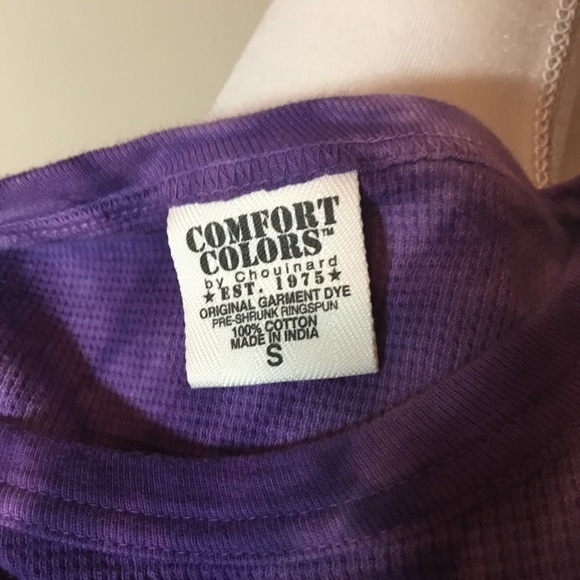 COMFORT
COLORS™
by Chouinard
★ EST. 1975 ★
ORIGINAL GARMENT DYE
PRE-SHRUNK RINGSPUN
100% COTTON
MADE IN INDIA
S